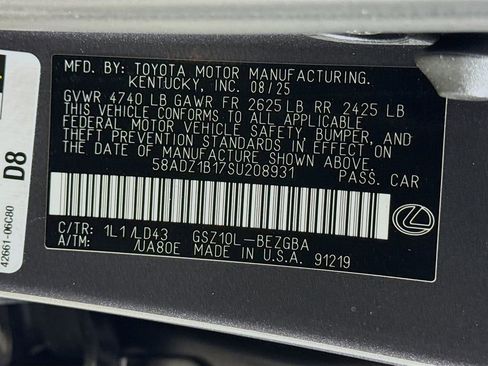 MFD. BY: TOYOTA MOTOR MANUFACTURING.
KENTUCKY, INC. 08/25
GVWR 4740 LB GAWR FR 2625 LB RR 2425 LB
THIS VEHICLE CONFORMS TO ALL APPLICABLE
FEDERAL MOTOR VEHICLE SAFETY, BUMPER, AND
THEFT PREVENTION STANDARDS IN EFFECT ON
THE DATE OF MANUFACTURE SHOWN ABOVE.
58ADZ1B17SU208931 PASS. CAR
C/TR: 1L1/LD43 GSZ10L-BEZGBA
A/TM: /UA80E MADE IN U.S.A. 91219
D8
42661-06C80